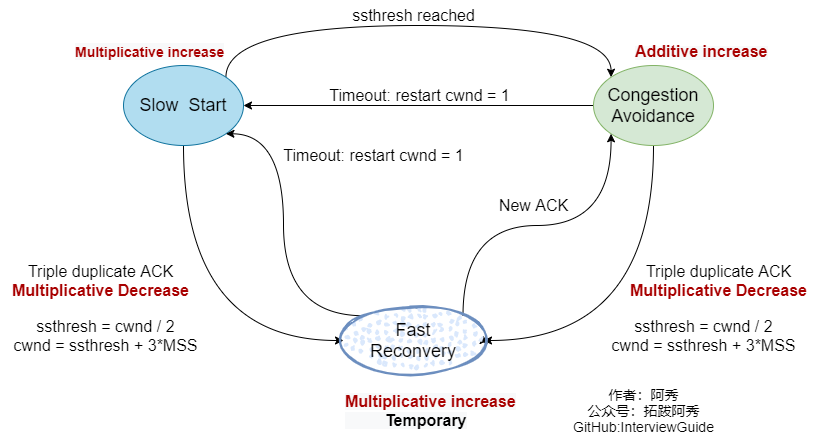 ssthresh reached
Multiplicative increase
Additive increase
Slow Start
Timeout: restart cwnd = 1
Congestion
Avoidance
Timeout: restart cwnd = 1
New ACK
Triple duplicate ACK
Multiplicative Decrease
ssthresh = cwnd / 2
cwnd = ssthresh + 3*MSS
Triple duplicate ACK
Multiplicative Decrease
ssthresh = cwnd / 2
cwnd = ssthresh + 3*MSS
Fast
Reconvery
Multiplicative increase
Temporary
作者：阿秀
公众号：拓跋阿秀
GitHub:InterviewGuide